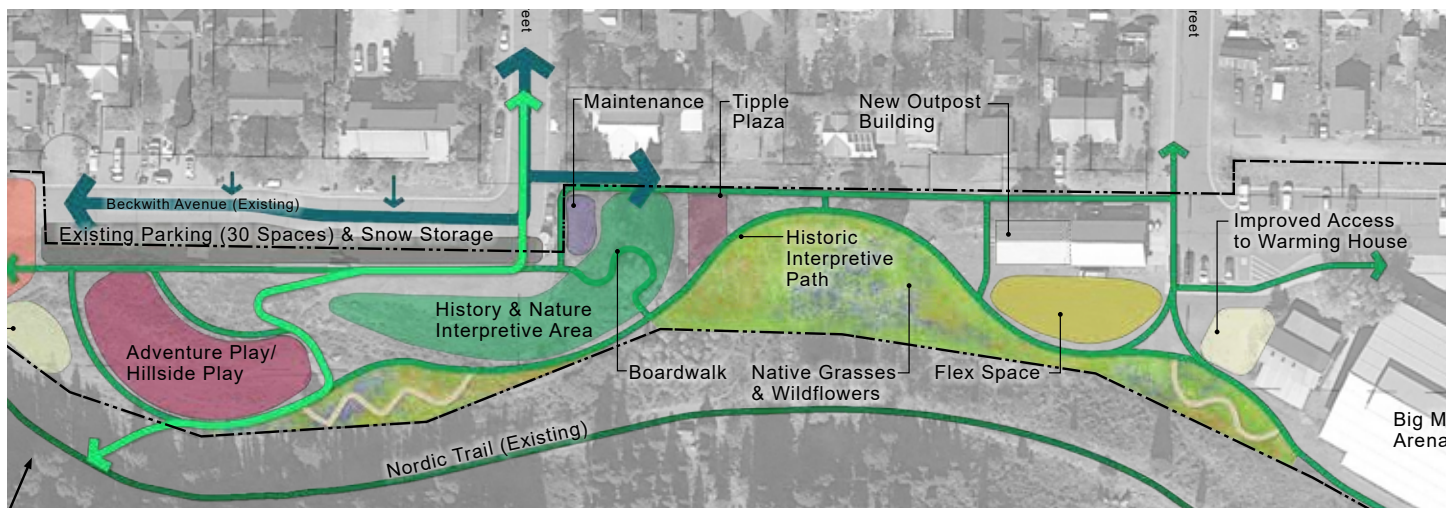 Maintenance
Tipple
Plaza
New Outpost
Building
Beckwith Avenue (Existing)
Existing Parking (30 Spaces) & Snow Storage
Improved Access
to Warming House
Historic
Interpretive
Path
History & Nature
Interpretive Area
Adventure Play/
Hillside Play
Boardwalk
Native Grasses
& Wildflowers
Flex Space
Nordic Trail (Existing)
Big M
Arena
reet
treet